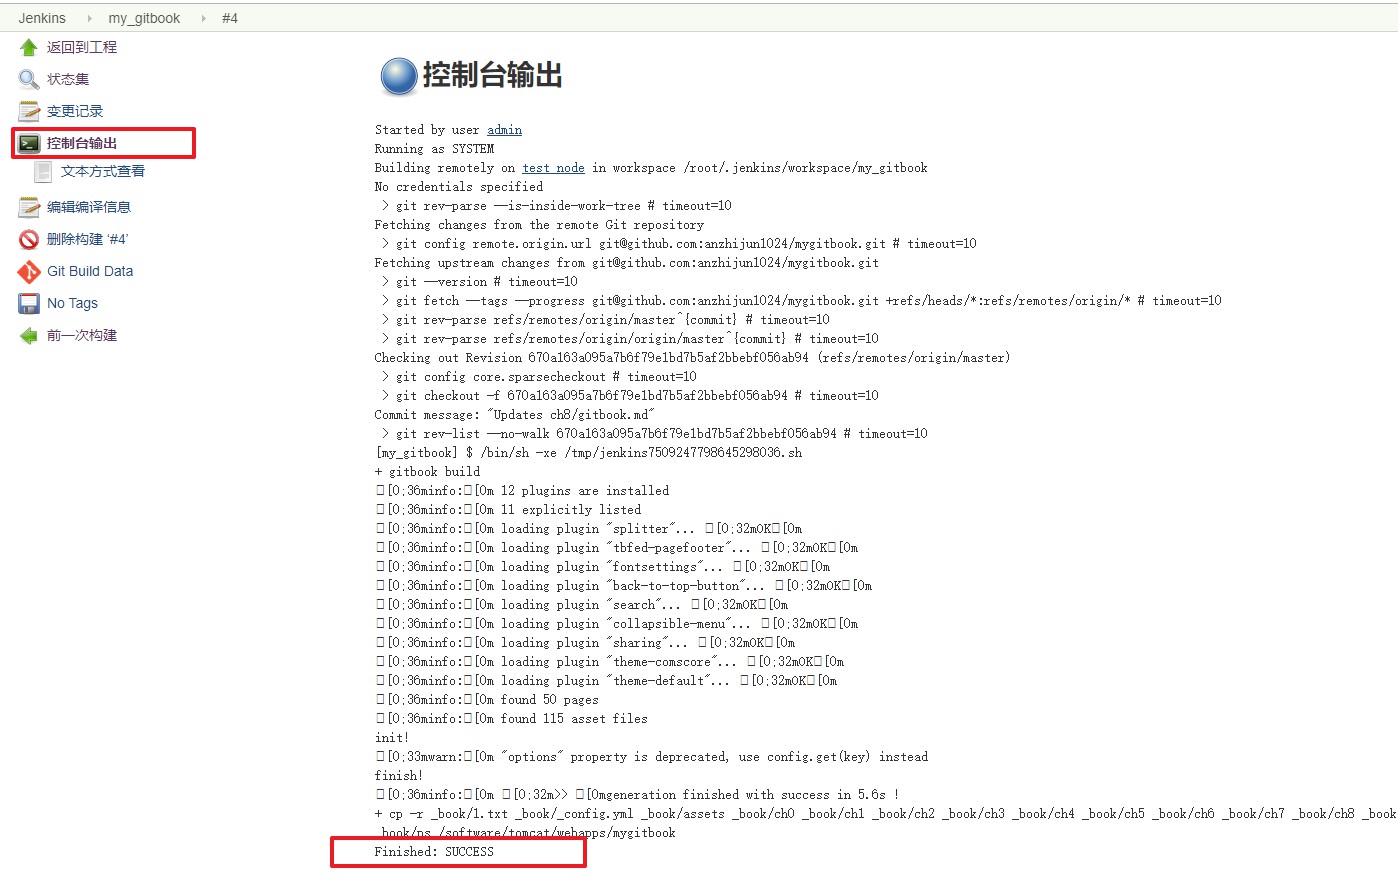 Jenkins my_gitbook #4
返回到工程
状态集
变更记录
控制台输出
文本方式查看
编辑编译信息
删除构建 ‘#4’
Git Build Data
No Tags
前一次构建
控制台输出
Started by user admin
Running as SYSTEM
Building remotely on test node in workspace /root/.jenkins/workspace/my_gitbook
No credentials specified
> git rev-parse --is-inside-work-tree # timeout=10
Fetching changes from the remote Git repository
> git config remote.origin.url git@github.com:anzhijun1024/mygitbook.git # timeout=10
Fetching upstream changes from git@github.com:anzhijun1024/mygitbook.git
> git --version # timeout=10
> git fetch --tags --progress git@github.com:anzhijun1024/mygitbook.git +refs/heads/*:refs/remotes/origin/* # timeout=10
> git rev-parse refs/remotes/origin/master^{commit} # timeout=10
> git rev-parse refs/remotes/origin/origin/master^{commit} # timeout=10
Checking out Revision 670a163a095a7b6f79e1bd7b5af2bbebf056ab94 (refs/remotes/origin/master)
> git config core.sparsecheckout # timeout=10
> git checkout -f 670a163a095a7b6f79e1bd7b5af2bbebf056ab94 # timeout=10
Commit message: "Updates ch8/gitbook.md"
> git rev-list --no-walk 670a163a095a7b6f79e1bd7b5af2bbebf056ab94 # timeout=10
[my_gitbook] $ /bin/sh -xe /tmp/jenkins7509247798645298036.sh
+ gitbook build
□[0;36minfo:□[0m 12 plugins are installed
□[0;36minfo:□[0m 11 explicitly listed
□[0;36minfo:□[0m loading plugin "splitter"... □[0;32mOK□[0m
□[0;36minfo:□[0m loading plugin "tbfed-pagefooter"... □[0;32mOK□[0m
□[0;36minfo:□[0m loading plugin "fontsettings"... □[0;32mOK□[0m
□[0;36minfo:□[0m loading plugin "back-to-top-button"... □[0;32mOK□[0m
□[0;36minfo:□[0m loading plugin "search"... □[0;32mOK□[0m
□[0;36minfo:□[0m loading plugin "collapsible-menu"... □[0;32mOK□[0m
□[0;36minfo:□[0m loading plugin "sharing"... □[0;32mOK□[0m
□[0;36minfo:□[0m loading plugin "theme-comscore"... □[0;32mOK□[0m
□[0;36minfo:□[0m loading plugin "theme-default"... □[0;32mOK□[0m
□[0;36minfo:□[0m found 50 pages
□[0;36minfo:□[0m found 115 asset files
init!
□[0;33mwarn:□[0m "options" property is deprecated, use config.get(key) instead
finish!
□[0;36minfo:□[0m □[0;32m>> □[0mgeneration finished with success in 5.6s !
+ cp -r _book/1.txt _book/_config.yml _book/assets _book/ch0 _book/ch1 _book/ch2 _book/ch3 _book/ch4 _book/ch5 _book/ch6 _book/ch7 _book/ch8 _book
_book/ps /software/tomcat/webapps/mygitbook
Finished: SUCCESS